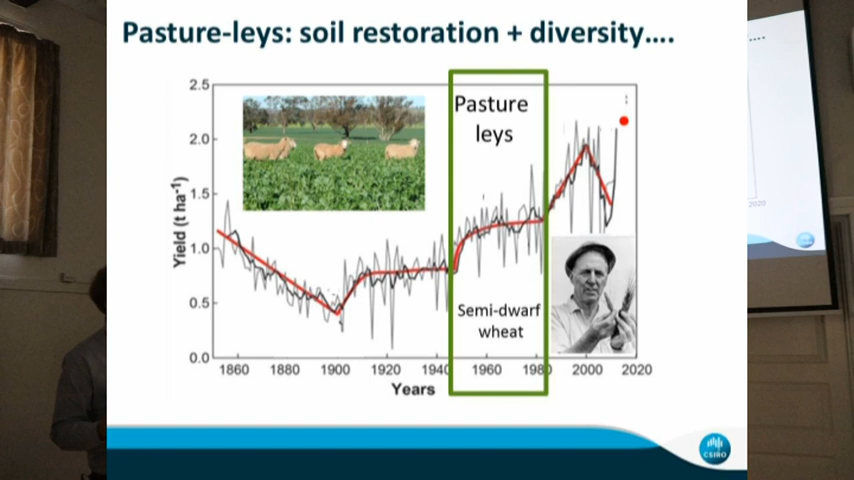 Pasture-leys: soil restoration + diversity....
2.5
2.0
1.5
1.0
0.5
0.0
Yield (t ha-1)
Pasture
leys
Semi-dwarf
wheat
1860 1880 1900 1920 1940 1960 1980 2000 2020
Years
CSIRO
2020